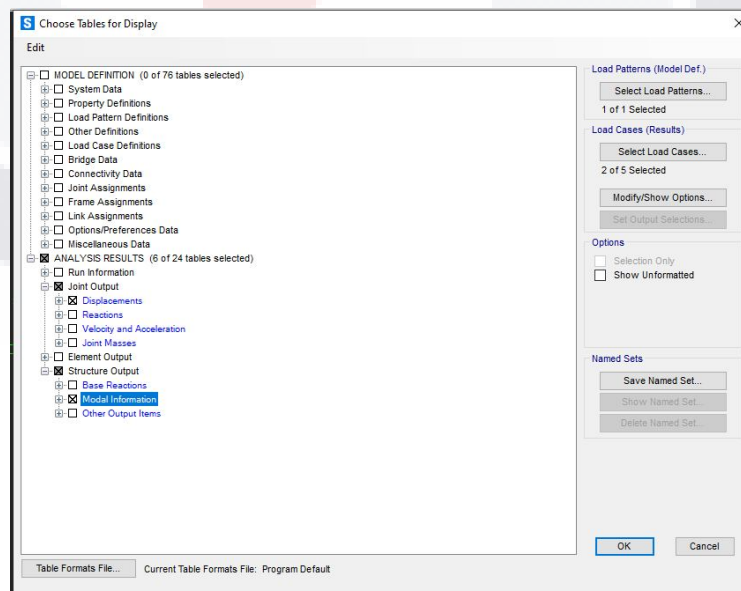 Choose Tables for Display
Edit
MODEL DEFINITION (0 of 76 tables selected)
System Data
Property Definitions
Load Pattern Definitions
Other Definitions
Load Case Definitions
Bridge Data
Connectivity Data
Joint Assignments
Frame Assignments
Link Assignments
Options/Preferences Data
Miscellaneous Data
ANALYSIS RESULTS (6 of 24 tables selected)
Run Information
Joint Output
Displacements
Reactions
Velocity and Acceleration
Joint Masses
Element Output
Structure Output
Base Reactions
Modal Information
Other Output Items
Load Patterns (Model Def.)
Select Load Patterns...
1 of 1 Selected
Load Cases (Results)
Select Load Cases...
2 of 5 Selected
Modify/Show Options...
Set Output Selections...
Options
Selection Only
Show Unformatted
Named Sets
Save Named Set...
Show Named Set...
Delete Named Set...
OK
Cancel
Table Formats File...
Current Table Formats File: Program Default